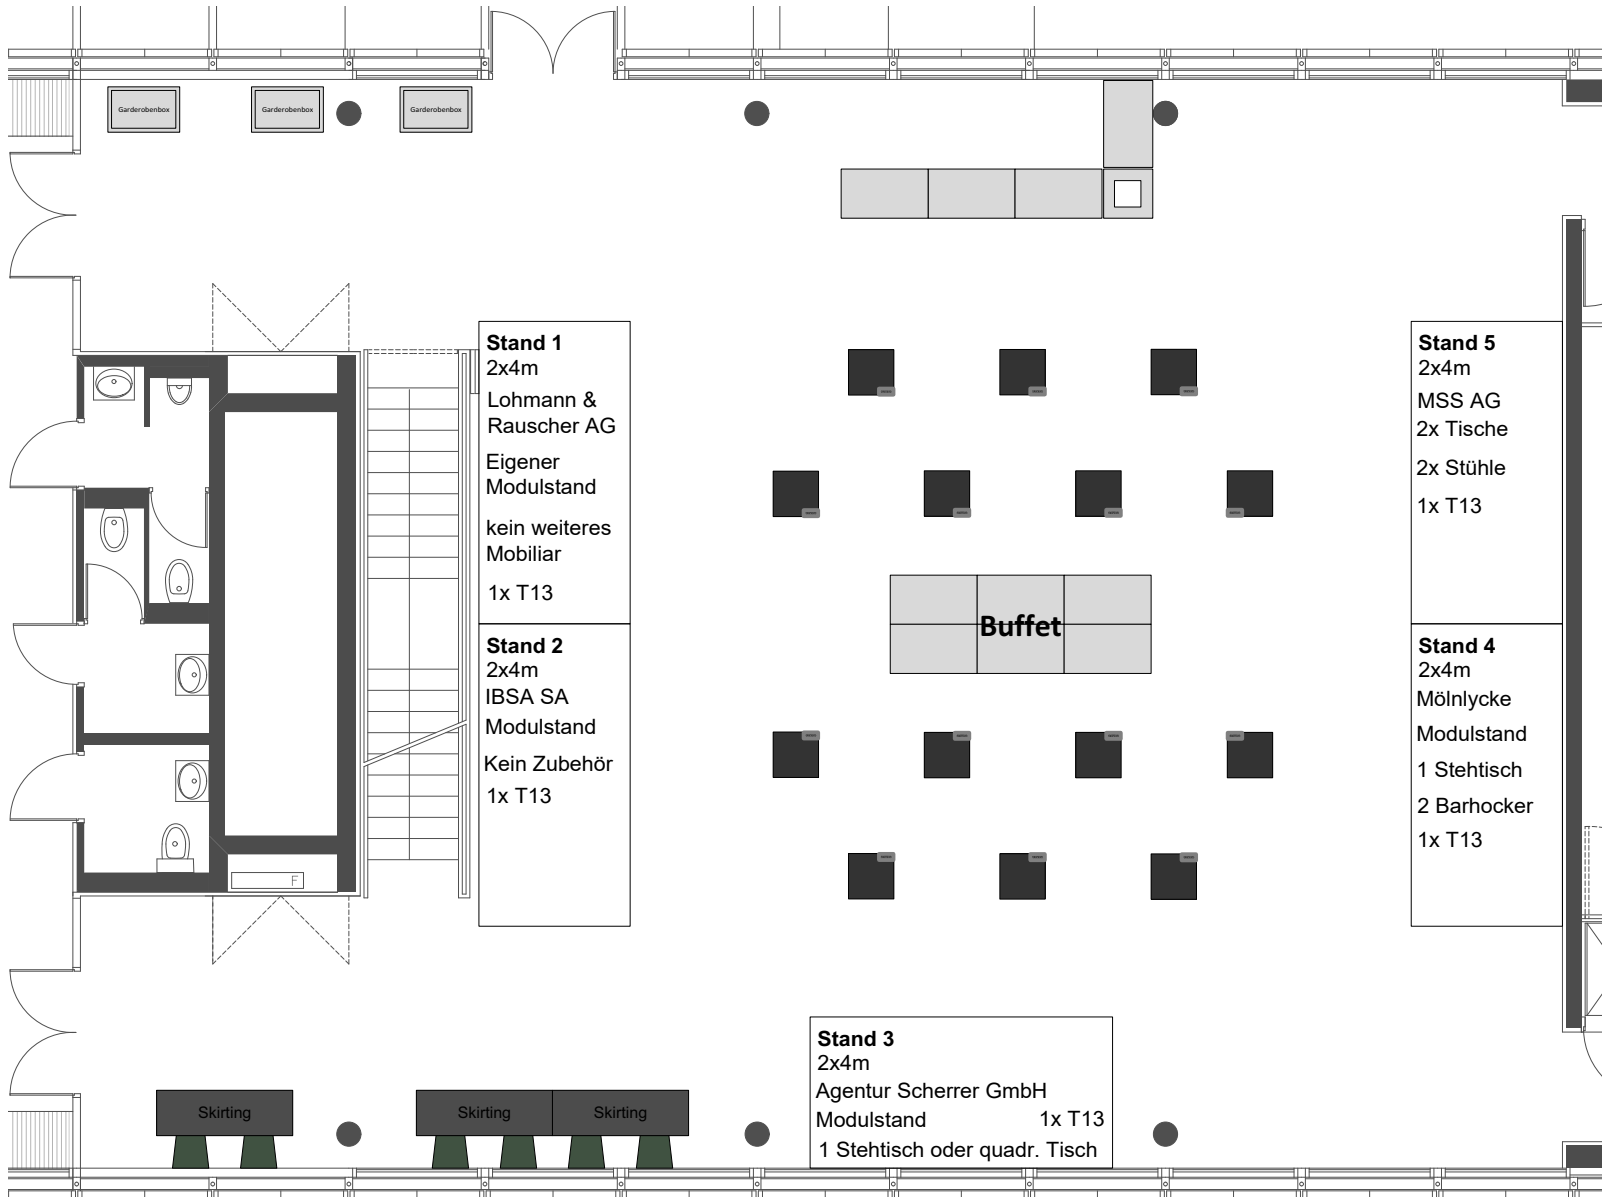 Garderobenbox
Garderobenbox
Garderobenbox
Stand 1
2x4m
Lohmann &
Rauscher AG
Eigener
Modulstand
kein weiteres
Mobiliar
1x T13
Stand 2
2x4m
IBSA SA
Modulstand
Kein Zubehör
1x T13
Stand 5
2x4m
MSS AG
2x Tische
2x Stühle
1x T13
Buffet
Stand 4
2x4m
Mölnlycke
Modulstand
1 Stehtisch
2 Barhocker
1x T13
F
Stand 3
2x4m
Agentur Scherrer GmbH
Modulstand 1x T13
1 Stehtisch oder quadr. Tisch
Skirting
Skirting
Skirting